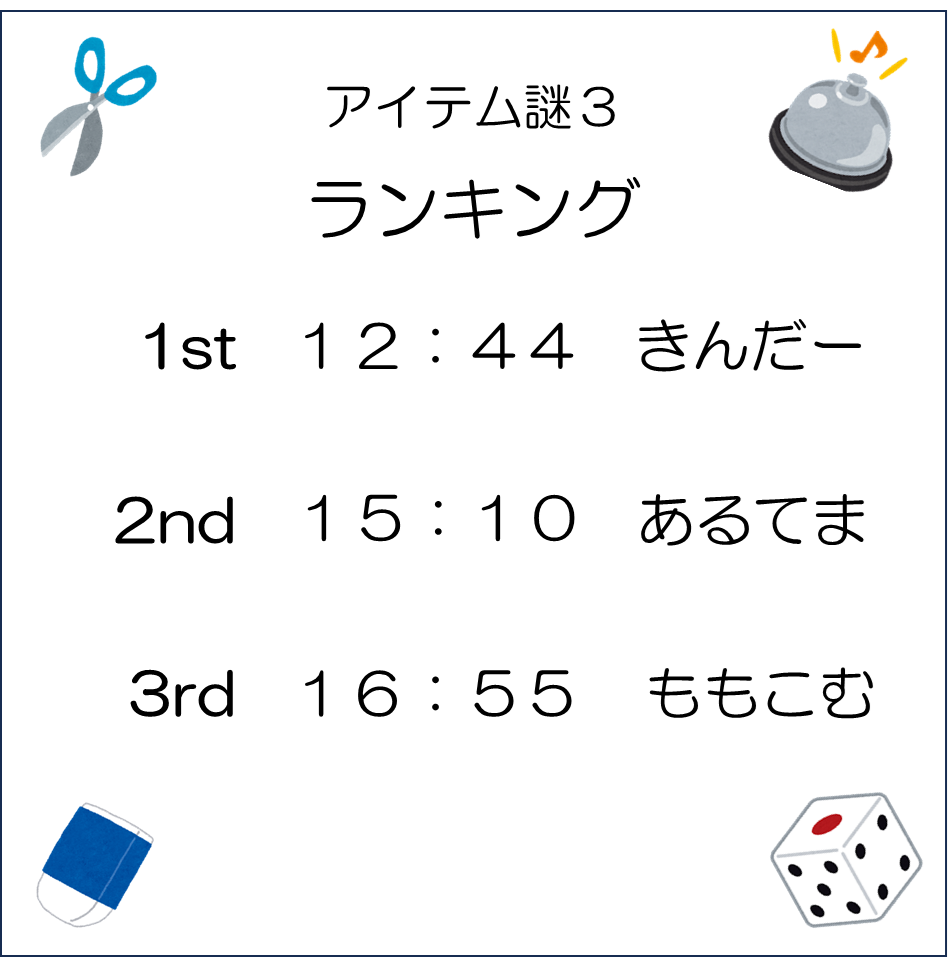 アイテム謎３
ランキング
1st　１２：４４　きんだー
2nd　１５：１０　あるてま
3rd　１６：５５　ももこむ